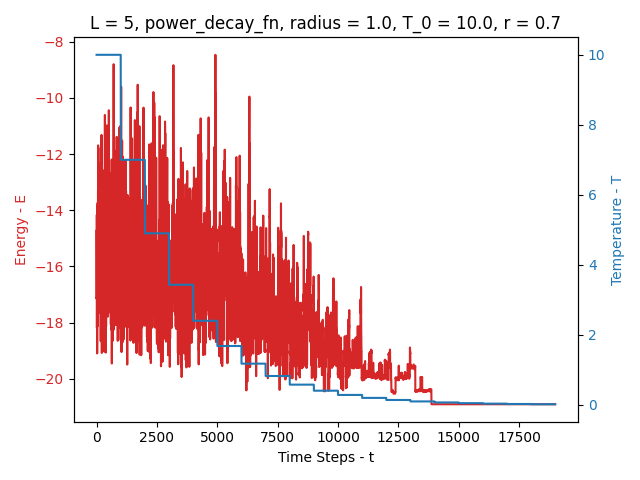 L = 5, power_decay_fn, radius = 1.0, T_0 = 10.0, r = 0.7
−8
−10
−12
−14
−16
−18
−20
Energy - E
10
8
6
4
2
0
Temperature - T
0 2500 5000 7500 10000 12500 15000 17500
Time Steps - t